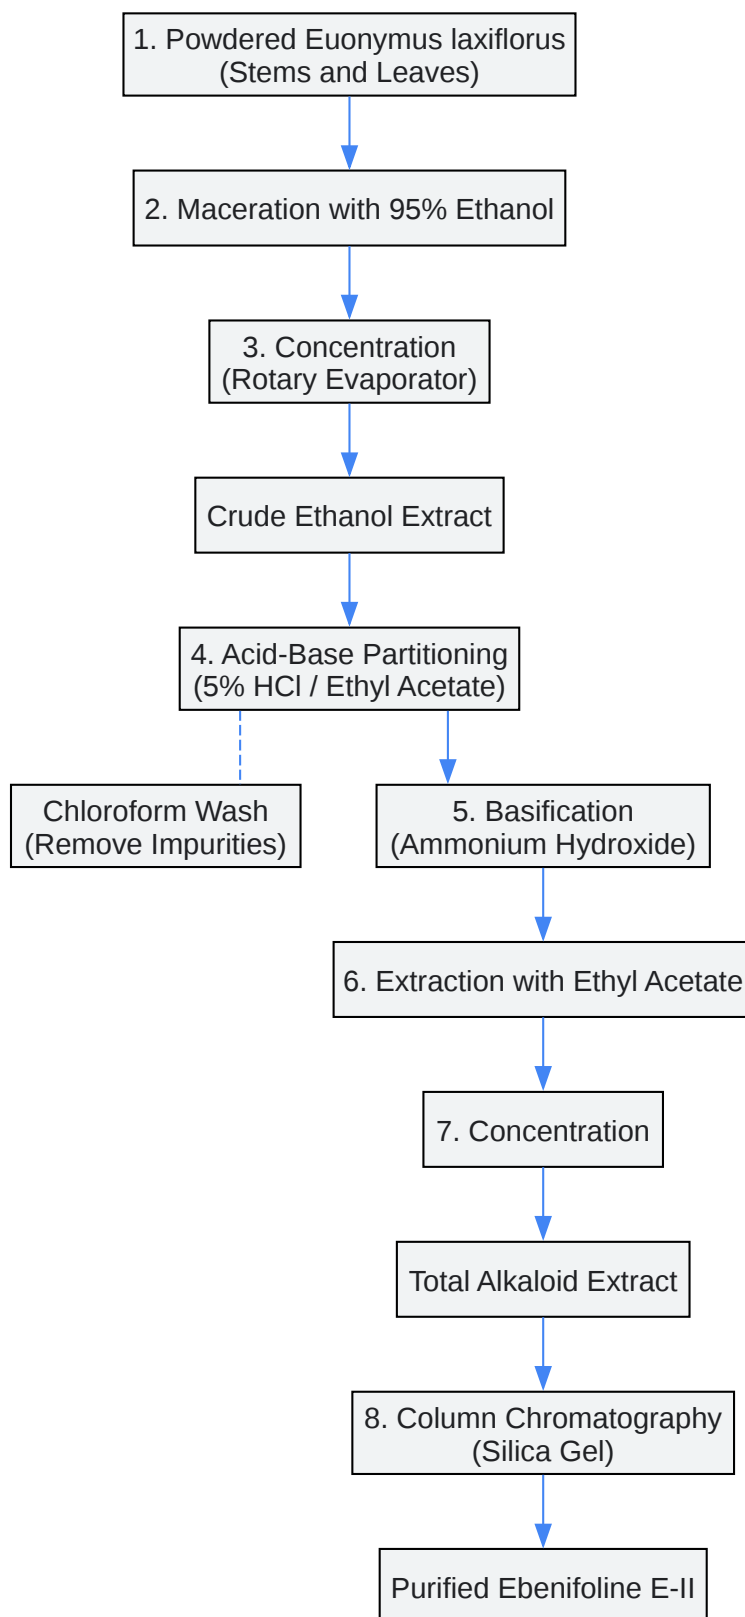 1. Powdered Euonymus laxiflorus
(Stems and Leaves)
2. Maceration with 95% Ethanol
3. Concentration
(Rotary Evaporator)
Crude Ethanol Extract
4. Acid-Base Partitioning
(5% HCl / Ethyl Acetate)
Chloroform Wash
(Remove Impurities)
5. Basification
(Ammonium Hydroxide)
6. Extraction with Ethyl Acetate
7. Concentration
Total Alkaloid Extract
8. Column Chromatography
(Silica Gel)
Purified Ebenifoline E-II